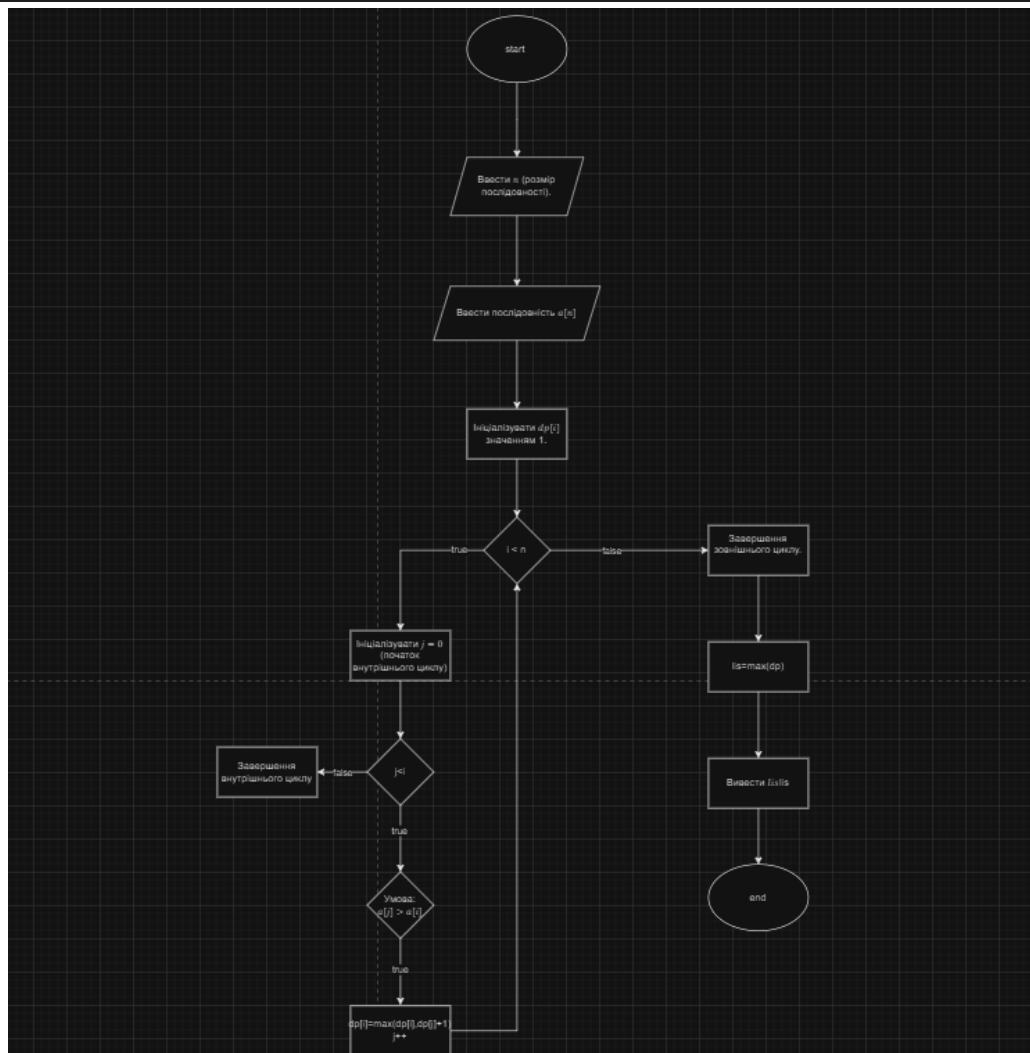 start
Ввести n (розмір
послідовності).
Ввести послідовність a[n]
Ініціалізувати dp[i]
значенням 1.
i < n
true
false
Завершення
зовнішнього циклу.
Ініціалізувати j = 0
(початок
внутрішнього циклу)
lis=max(dp)
j<i
false
Завершення
внутрішнього циклу
Вивести lislis
true
Умова:
a[j] > a[i]
end
true
dp[i]=max(dp[i],dp[j]+1)
j++